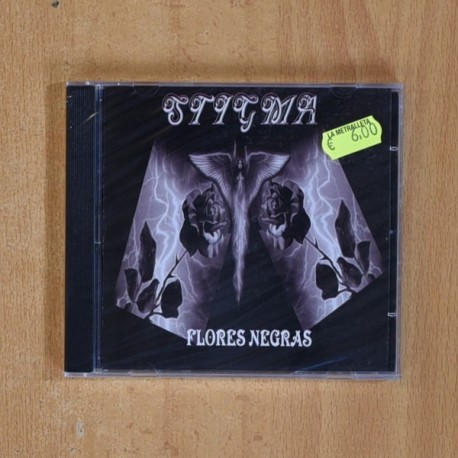 STIGMA
LA METRALLETA
€ 6,00
FLORES NEGRAS